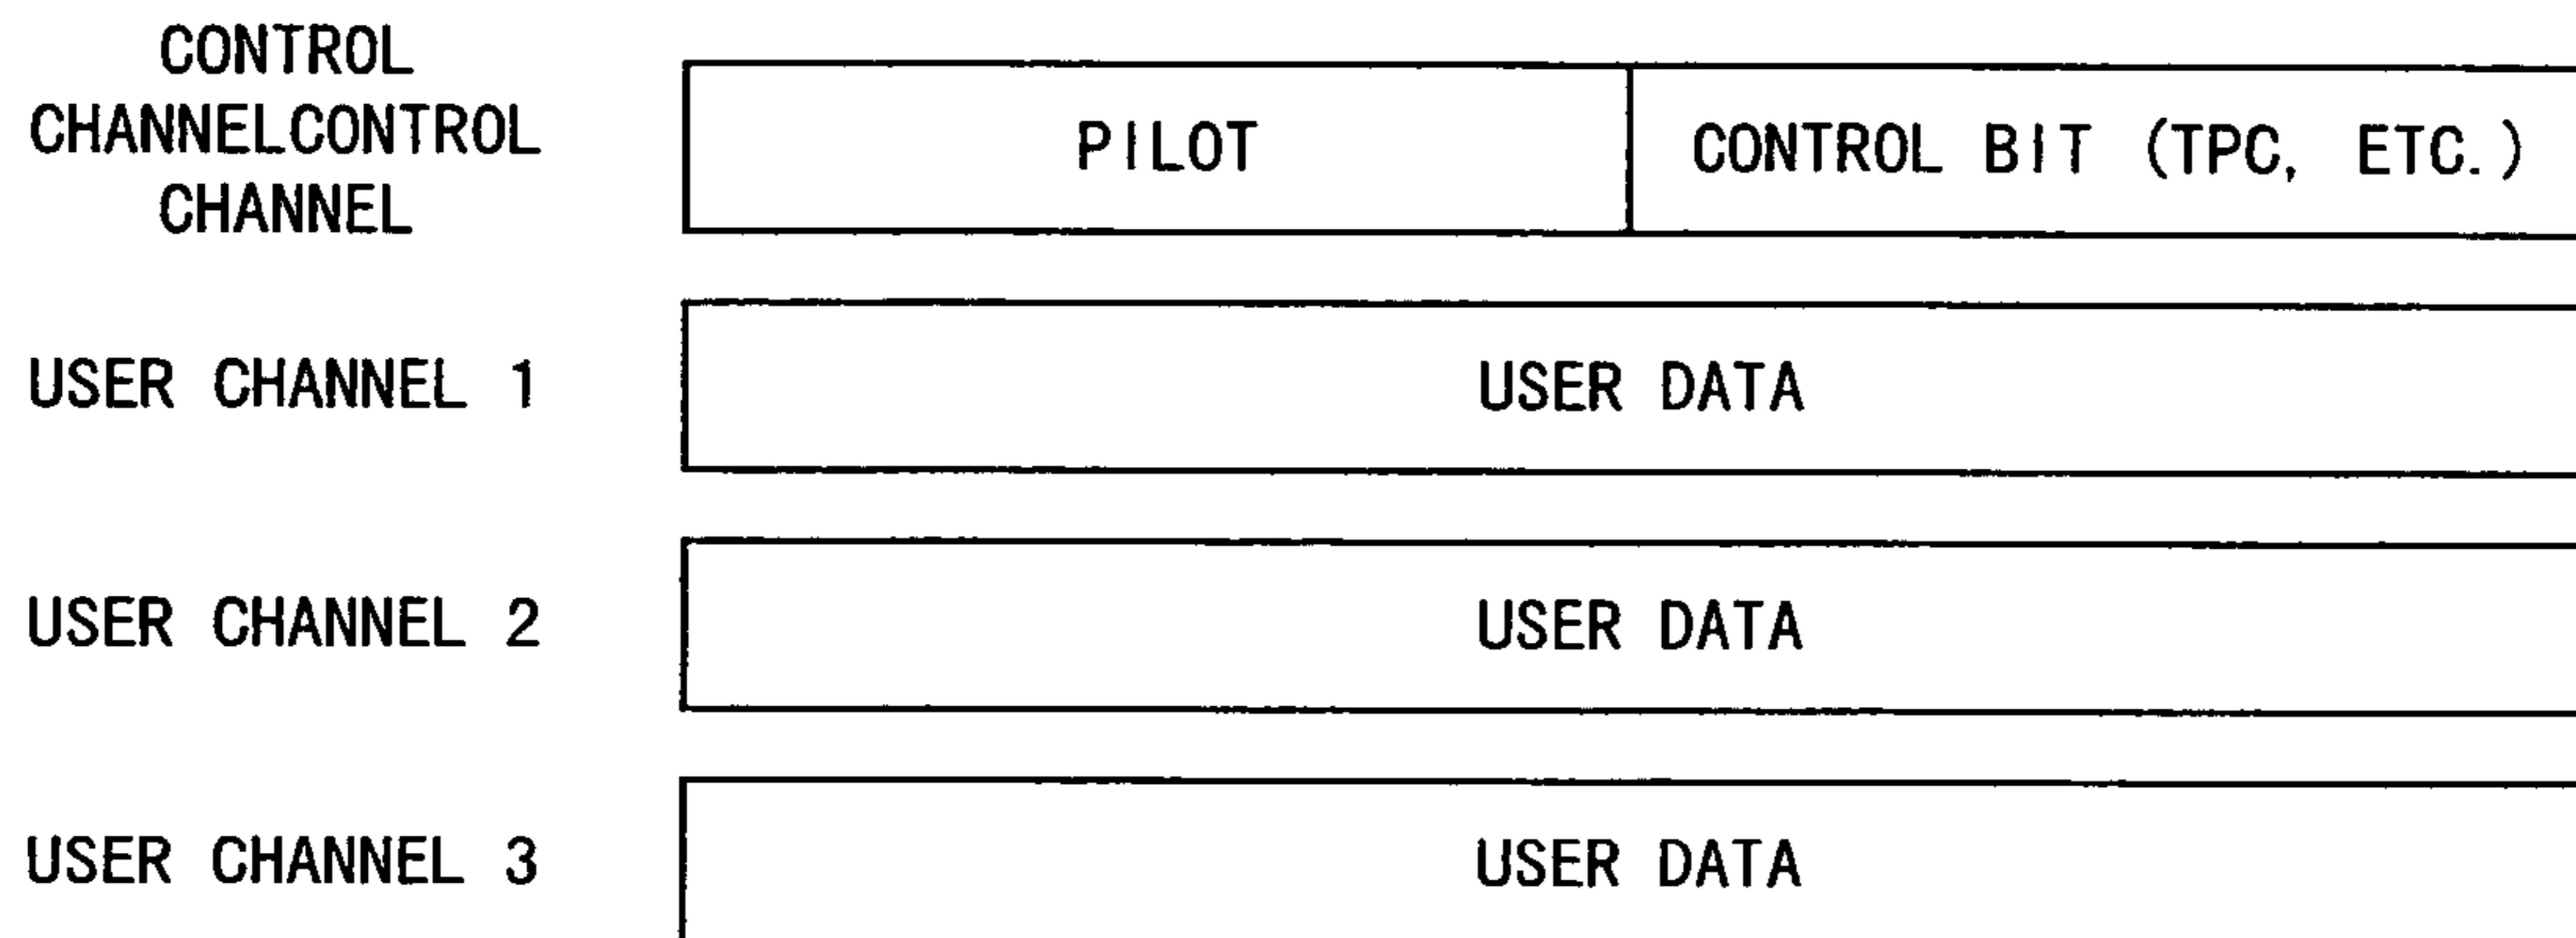 CONTROL
CHANNELCONTROL
CHANNEL
PILOT
CONTROL BIT (TPC, ETC.)
USER CHANNEL 1
USER DATA
USER CHANNEL 2
USER DATA
USER CHANNEL 3
USER DATA